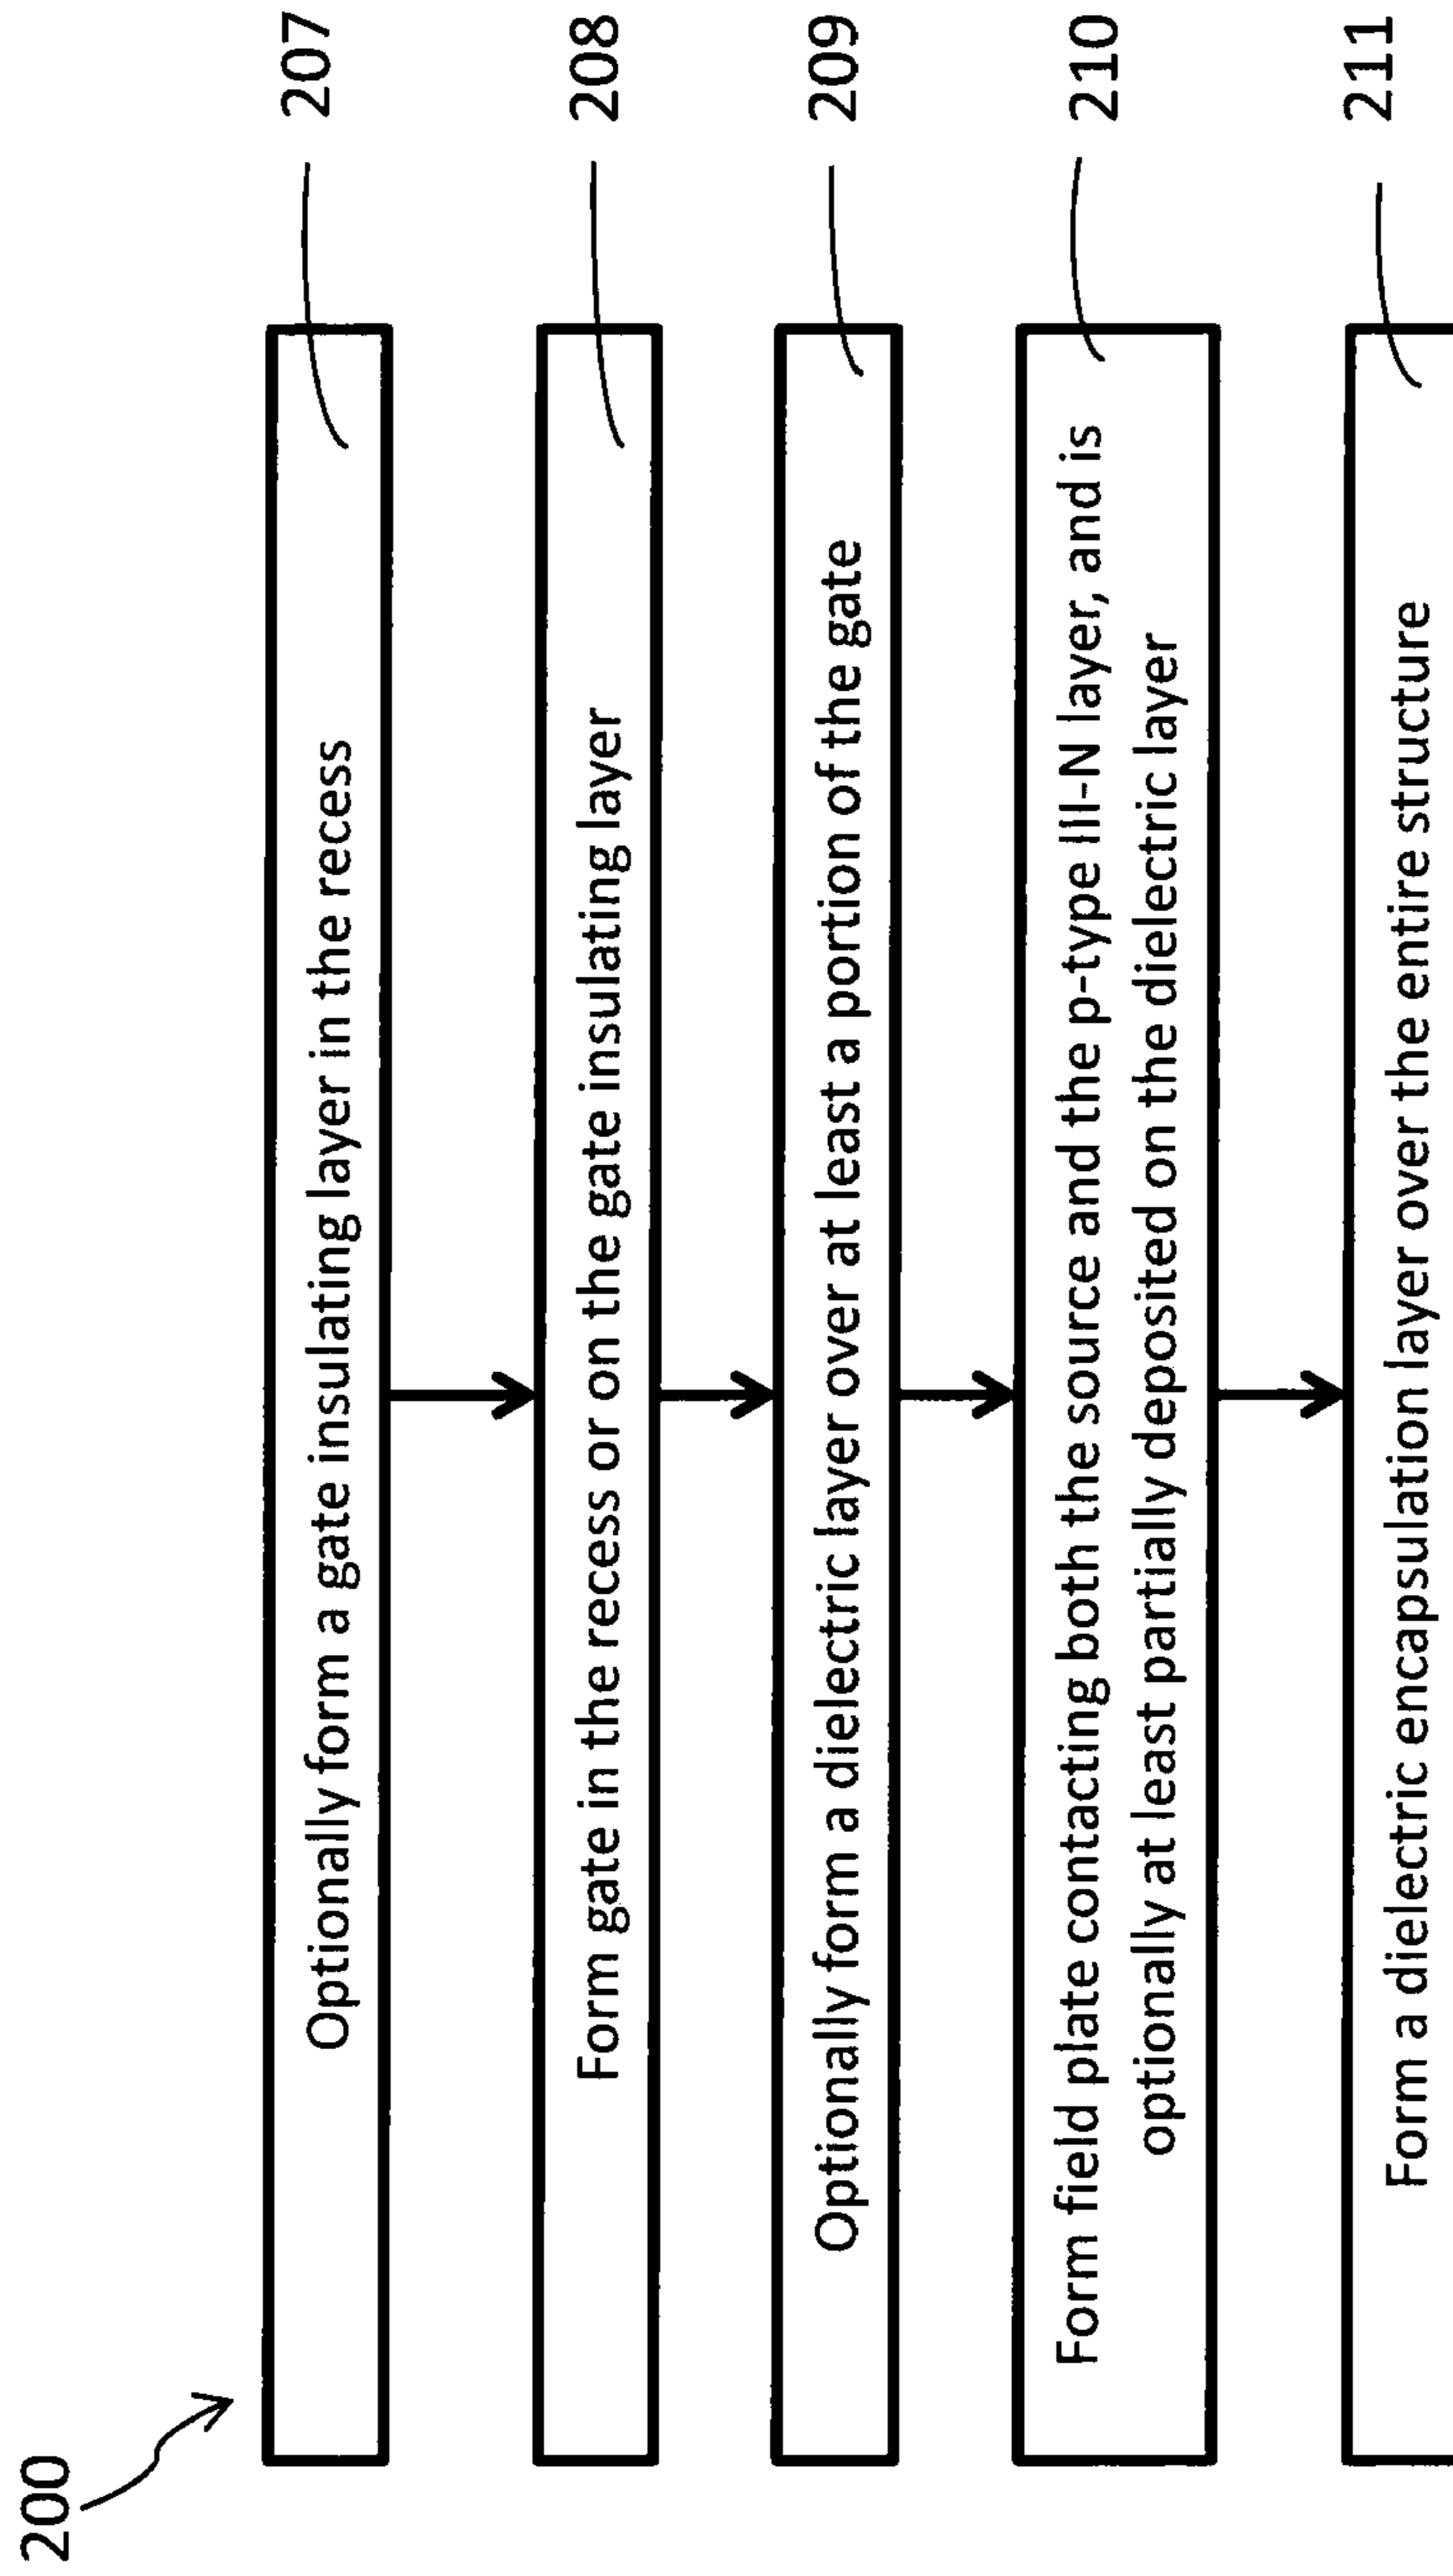 200
Optionally form a gate insulating layer in the recess
207
Form gate in the recess or on the gate insulating layer
208
Optionally form a dielectric layer over at least a portion of the gate
209
Form field plate contacting both the source and the p-type III-N layer, and is
optionally at least partially deposited on the dielectric layer
210
Form a dielectric encapsulation layer over the entire structure
211